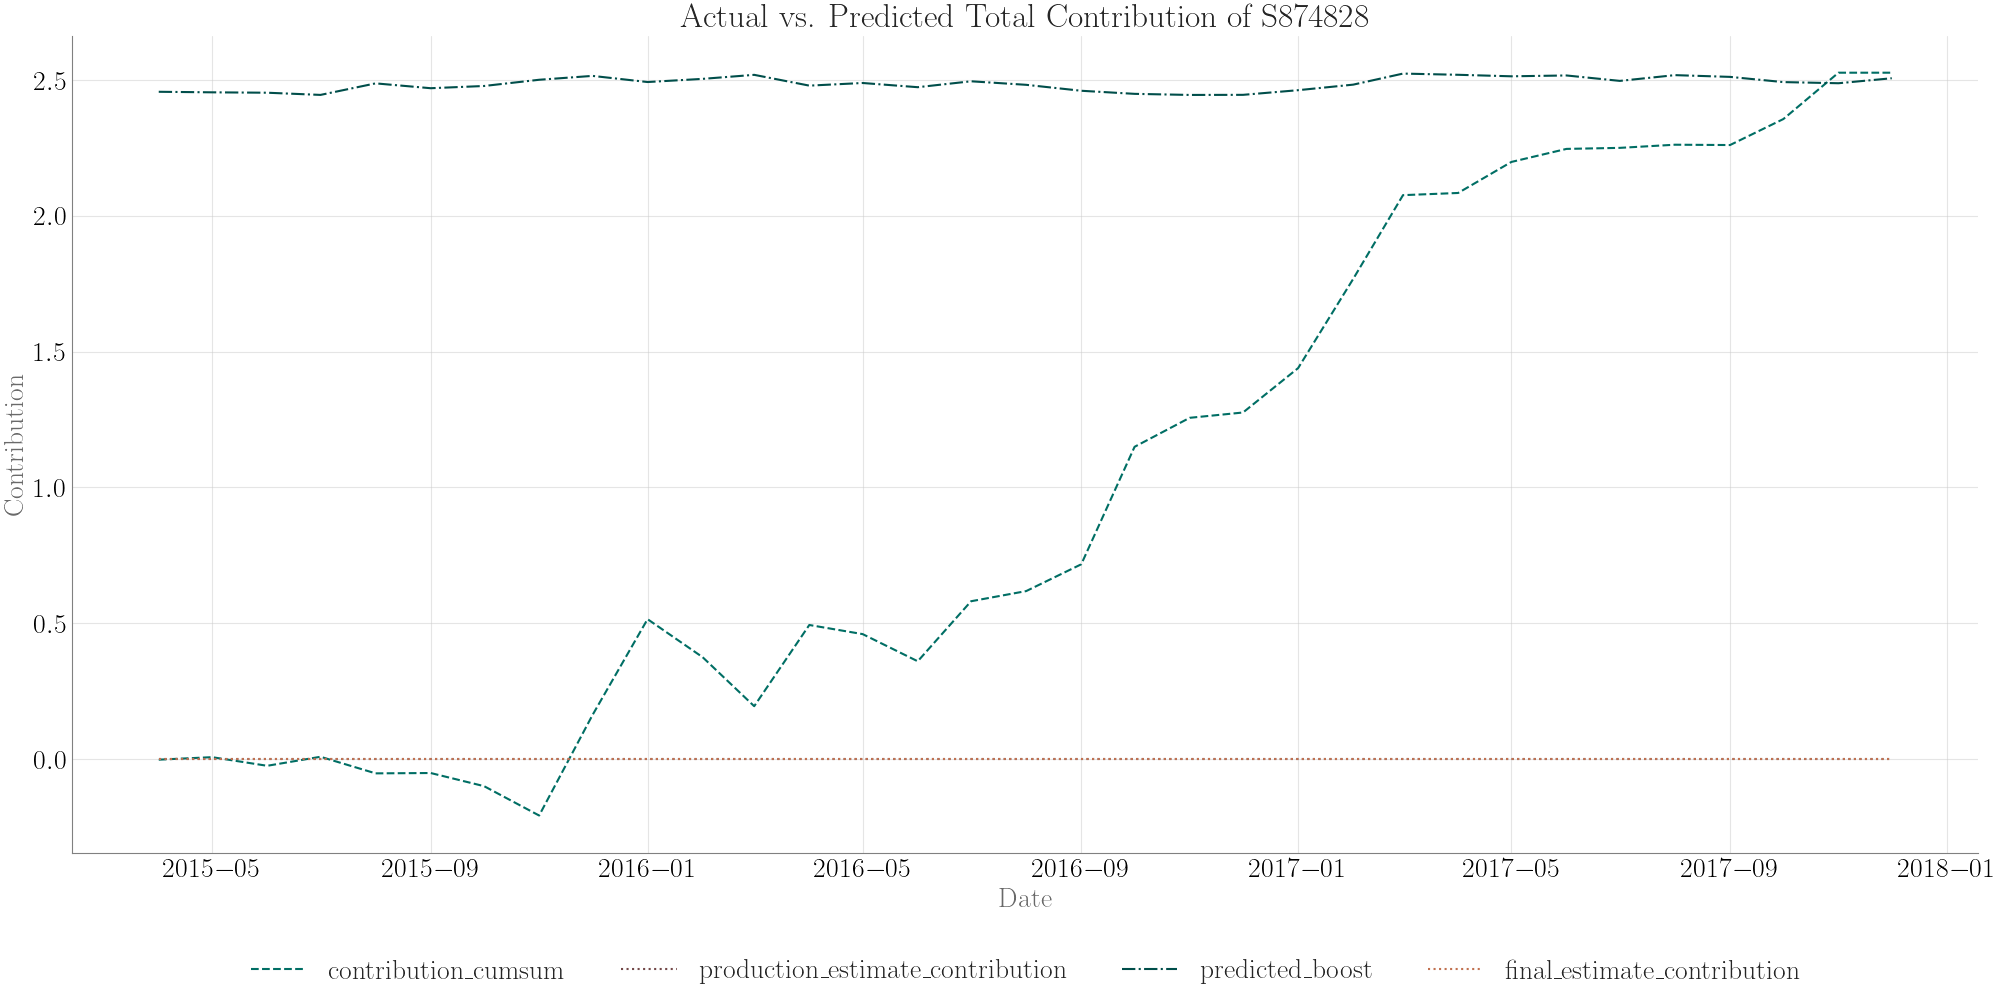 Actual vs. Predicted Total Contribution of S874828
Contribution
2.5
2.0
1.5
1.0
0.5
0.0
2015–05 2015–09 2016–01 2016–05 2016–09 2017–01 2017–05 2017–09 2018–01
Date
contribution_cumsum production_estimate_contribution predicted_boost final_estimate_contribution